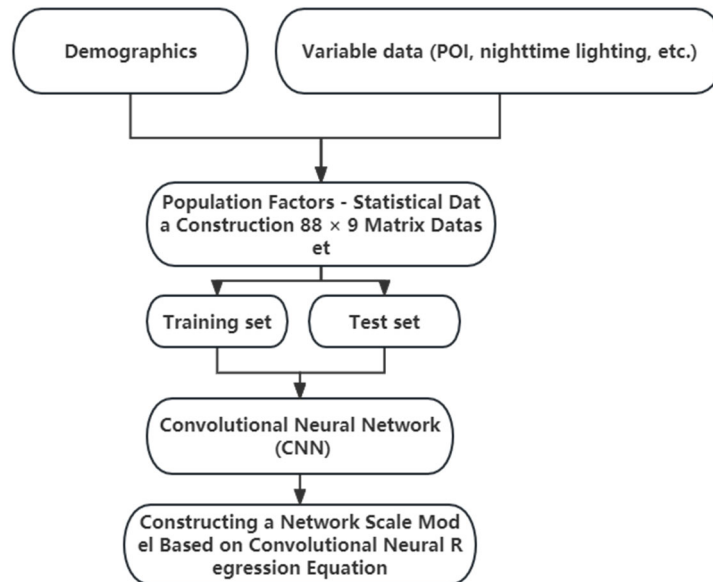 Demographics
Variable data (POI, nighttime lighting, etc.)
Population Factors - Statistical Dat
a Construction 88 × 9 Matrix Datas
et
Training set
Test set
Convolutional Neural Network
(CNN)
Constructing a Network Scale Mod
el Based on Convolutional Neural R
egression Equation